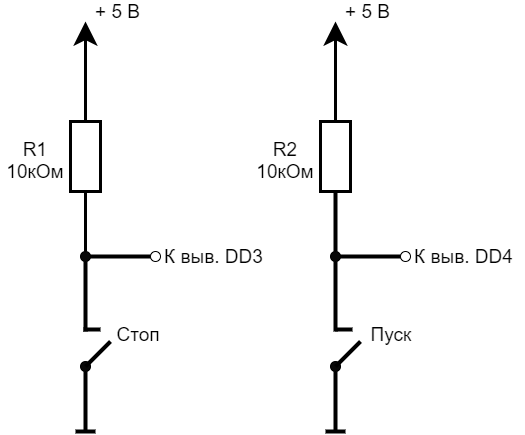 + 5 В
+ 5 В
R1
10кОм
R2
10кОм
К выв. DD3
К выв. DD4
Стоп
Пуск